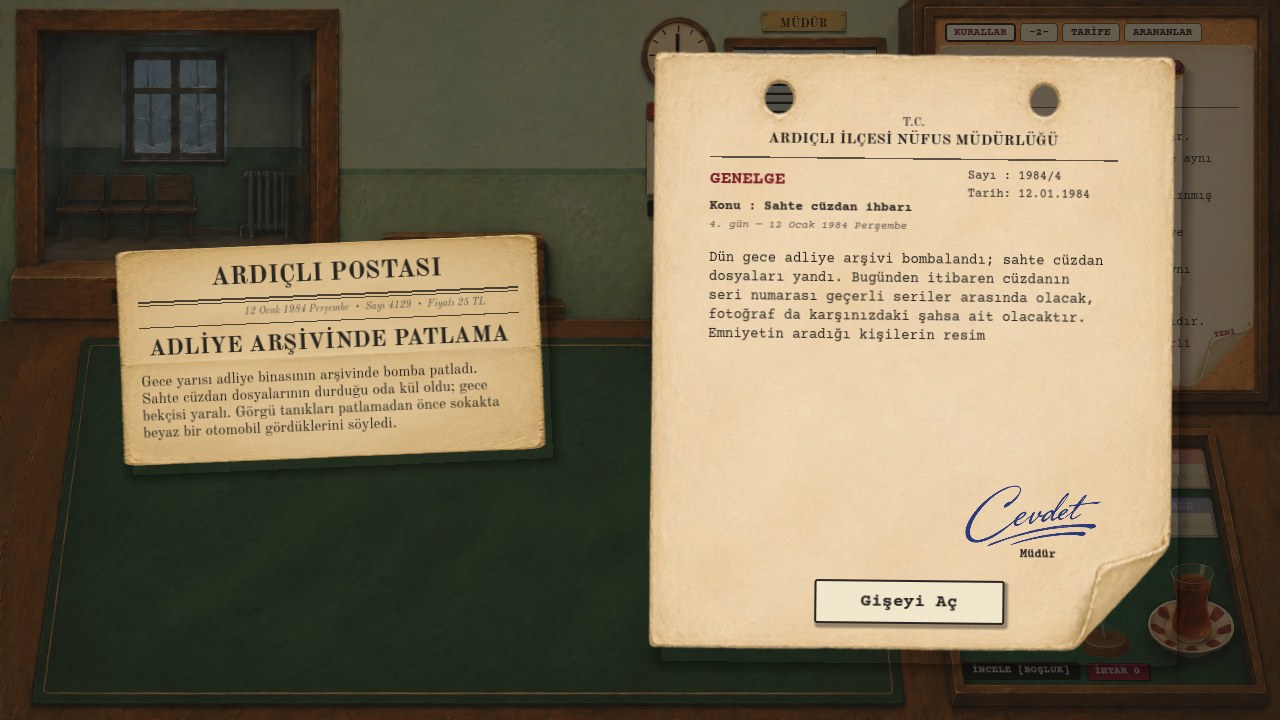 MÜDÜR
KURALLAR
-2-
TARİFE
ARANANLAR
ARDIÇLI POSTASI
12 Ocak 1984 Perşembe • Sayı 4129 • Fiyatı 25 TL
ADLİYE ARŞİVİNDE PATLAMA
Gece yarısı adliye binasının arşivinde bomba patladı.
Sahte cüzdan dosyalarının durduğu oda kül oldu; gece
bekçisi yaralı. Görgü tanıkları patlamadan önce sokakta
beyaz bir otomobil gördüklerini söyledi.
T.C.
ARDIÇLI İLÇESİ NÜFUS MÜDÜRLÜĞÜ
GENELGE
Sayı : 1984/4
Tarih: 12.01.1984
Konu : Sahte cüzdan ihbarı
4. gün — 12 Ocak 1984 Perşembe
Dün gece adliye arşivi bombalandı; sahte cüzdan
dosyaları yandı. Bugünden itibaren cüzdanın
seri numarası geçerli seriler arasında olacak,
fotoğraf da karşınızdaki şahsa ait olacaktır.
Emniyetin aradığı kişilerin resim
Cevdet
Müdür
Gişeyi Aç
aynı
YENİ
İNCELE [BOŞLUK]
İHTAR 0